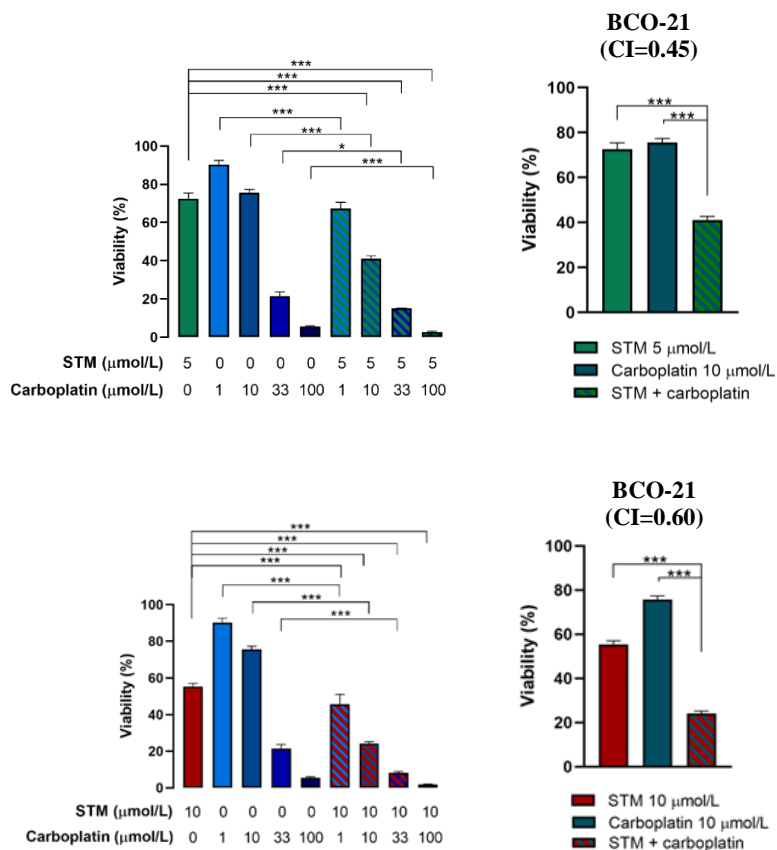 BCO-21
(CI=0.45)
***
***
***
***
***
*
***
Viability (%)
100
80
60
40
20
0
STM (μmol/L) 5 0 0 0 0 5 5 5 5
Carboplatin (μmol/L) 0 1 10 33 100 1 10 33 100
***
***
Viability (%)
100
80
60
40
20
0
STM 5 μmol/L
Carboplatin 10 μmol/L
STM + carboplatin
BCO-21
(CI=0.60)
***
***
***
***
***
***
***
Viability (%)
100
80
60
40
20
0
STM (μmol/L) 10 0 0 0 0 10 10 10 10
Carboplatin (μmol/L) 0 1 10 33 100 1 10 33 100
***
***
Viability (%)
100
80
60
40
20
0
STM 10 μmol/L
Carboplatin 10 μmol/L
STM + carboplatin